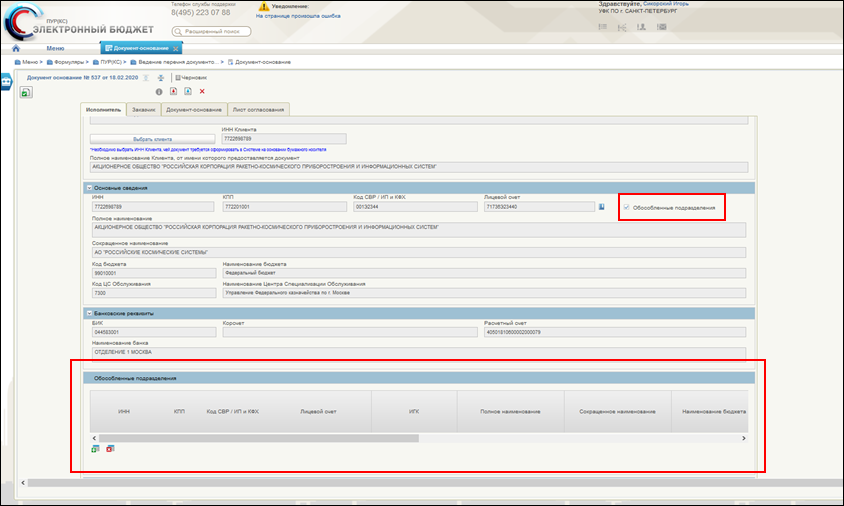 ПУР(КС)
ЭЛЕКТРОННЫЙ БЮДЖЕТ
Телефон службы поддержки:
8(495) 223 07 88
Расширенный поиск
Уведомление:
На странице произошла ошибка
Здравствуйте, Сикорский Игорь
УФК ПО г. САНКТ-ПЕТЕРБУРГ
Меню
Документ-основание
Меню > Формуляры > ПУР(КС) > Ведение перечня документо... > Документ-основание
Документ основание № 537 от 18.02.2020
Черновик
Исполнитель
Заказчик
Документ-основание
Лист согласования
ИНН Клиента
Выбрать клиента
7722698789
*Необходимо выбрать ИНН Клиента, чей документ требуется сформировать в Системе на основании бумажного носителя
Полное наименование Клиента, от имени которого предоставляется документ
АКЦИОНЕРНОЕ ОБЩЕСТВО "РОССИЙСКАЯ КОРПОРАЦИЯ РАКЕТНО-КОСМИЧЕСКОГО ПРИБОРОСТРОЕНИЯ И ИНФОРМАЦИОННЫХ СИСТЕМ"
Основные сведения
ИНН
КПП
Код СВР / ИП и КФХ
Лицевой счет
7722698789
772201001
00132344
71736323440
Обособленные подразделения
Полное наименование
АКЦИОНЕРНОЕ ОБЩЕСТВО "РОССИЙСКАЯ КОРПОРАЦИЯ РАКЕТНО-КОСМИЧЕСКОГО ПРИБОРОСТРОЕНИЯ И ИНФОРМАЦИОННЫХ СИСТЕМ"
Сокращенное наименование
АО "РОССИЙСКИЕ КОСМИЧЕСКИЕ СИСТЕМЫ"
Код бюджета
Наименование бюджета
99010001
Федеральный бюджет
Код ЦС Обслуживания
Наименование Центра Специализации Обслуживания
7300
Управление Федерального казначейства по г. Москве
Банковские реквизиты
БИК
Корсчет
Расчетный счет
044583001
40501810600002000079
Наименование банка
ОТДЕЛЕНИЕ 1 МОСКВА
Обособленные подразделения
ИНН
КПП
Код СВР / ИП и КФХ
Лицевой счет
ИГК
Полное наименование
Сокращенное наименование
Наименование бюджета